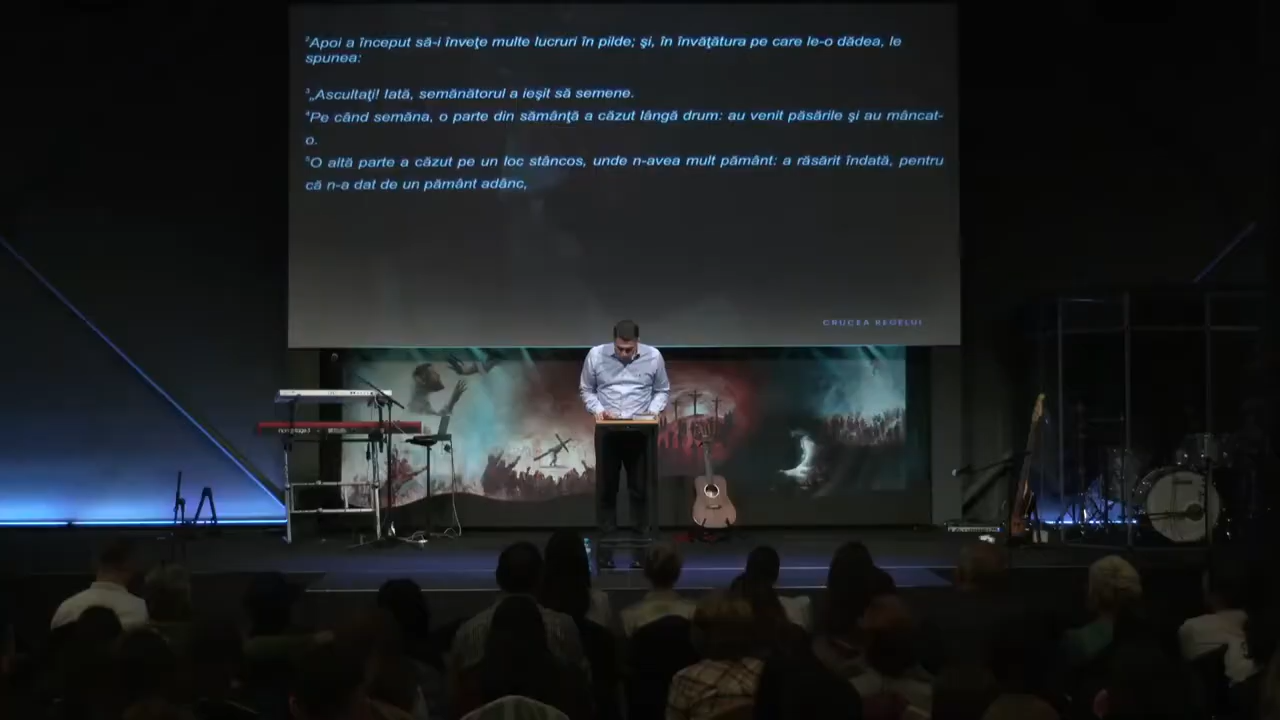 ²Apoi a început să-i înveţe multe lucruri în pilde; şi, în învăţătura pe care le-o dădea, le
spunea:
³„Ascultaţi! Iată, semănătorul a ieşit să semene.
⁴Pe când semăna, o parte din sămânţă a căzut lângă drum: au venit păsările şi au mâncat-
o.
⁵O altă parte a căzut pe un loc stâncos, unde n-avea mult pământ: a răsărit îndată, pentru
că n-a dat de un pământ adânc,
CRUCEA REGELUI